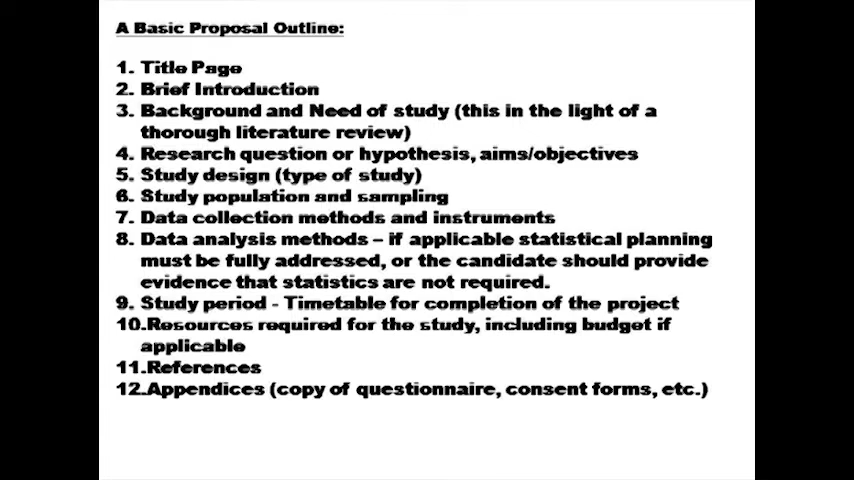 A Basic Proposal Outline:
1. Title Page
2. Brief Introduction
3. Background and Need of study (this in the light of a
thorough literature review)
4. Research question or hypothesis, aims/objectives
5. Study design (type of study)
6. Study population and sampling
7. Data collection methods and instruments
8. Data analysis methods – if applicable statistical planning
must be fully addressed, or the candidate should provide
evidence that statistics are not required.
9. Study period - Timetable for completion of the project
10.Resources required for the study, including budget if
applicable
11.References
12.Appendices (copy of questionnaire, consent forms, etc.)